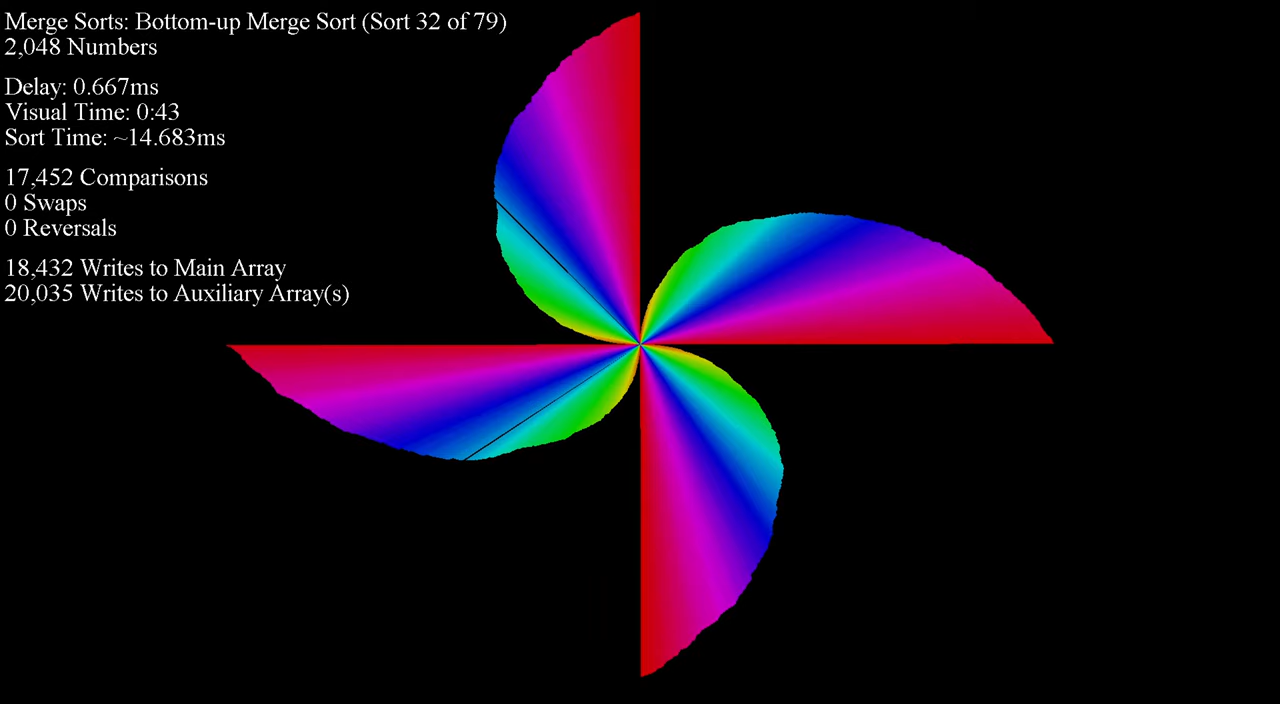 Merge Sorts: Bottom-up Merge Sort (Sort 32 of 79)
2,048 Numbers
Delay: 0.667ms
Visual Time: 0:43
Sort Time: ~14.683ms
17,452 Comparisons
0 Swaps
0 Reversals
18,432 Writes to Main Array
20,035 Writes to Auxiliary Array(s)